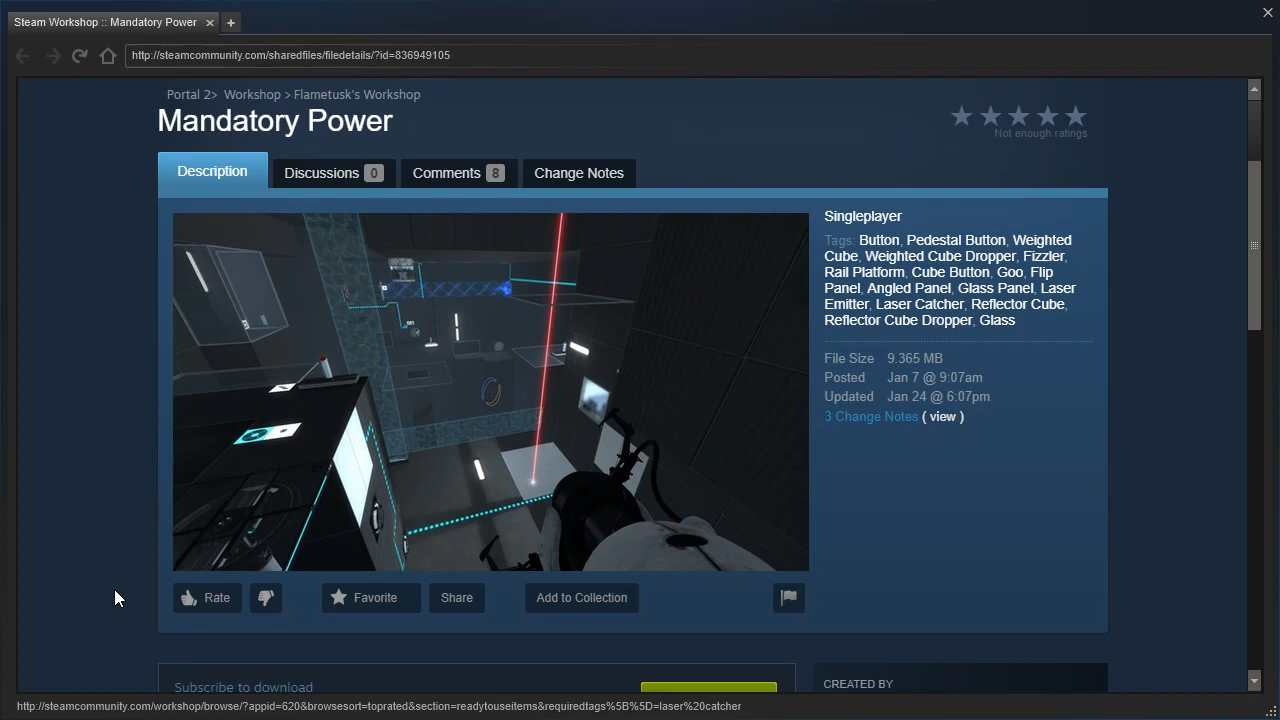 Steam Workshop :: Mandatory Power
http://steamcommunity.com/sharedfiles/filedetails/?id=836949105
Portal 2> Workshop > Flametusk's Workshop
Mandatory Power
Not enough ratings
Description
Discussions 0
Comments 8
Change Notes
Singleplayer
Tags: Button, Pedestal Button, Weighted
Cube, Weighted Cube Dropper, Fizzler,
Rail Platform, Cube Button, Goo, Flip
Panel, Angled Panel, Glass Panel, Laser
Emitter, Laser Catcher, Reflector Cube,
Reflector Cube Dropper, Glass
File Size 9.365 MB
Posted Jan 7 @ 9:07am
Updated Jan 24 @ 6:07pm
3 Change Notes ( view )
Rate
Favorite
Share
Add to Collection
Subscribe to download
CREATED BY
http://steamcommunity.com/workshop/browse/?appid=620&browsesort=toprated&section=readytouseitems&requiredtags%5B%5D=laser%20catcher